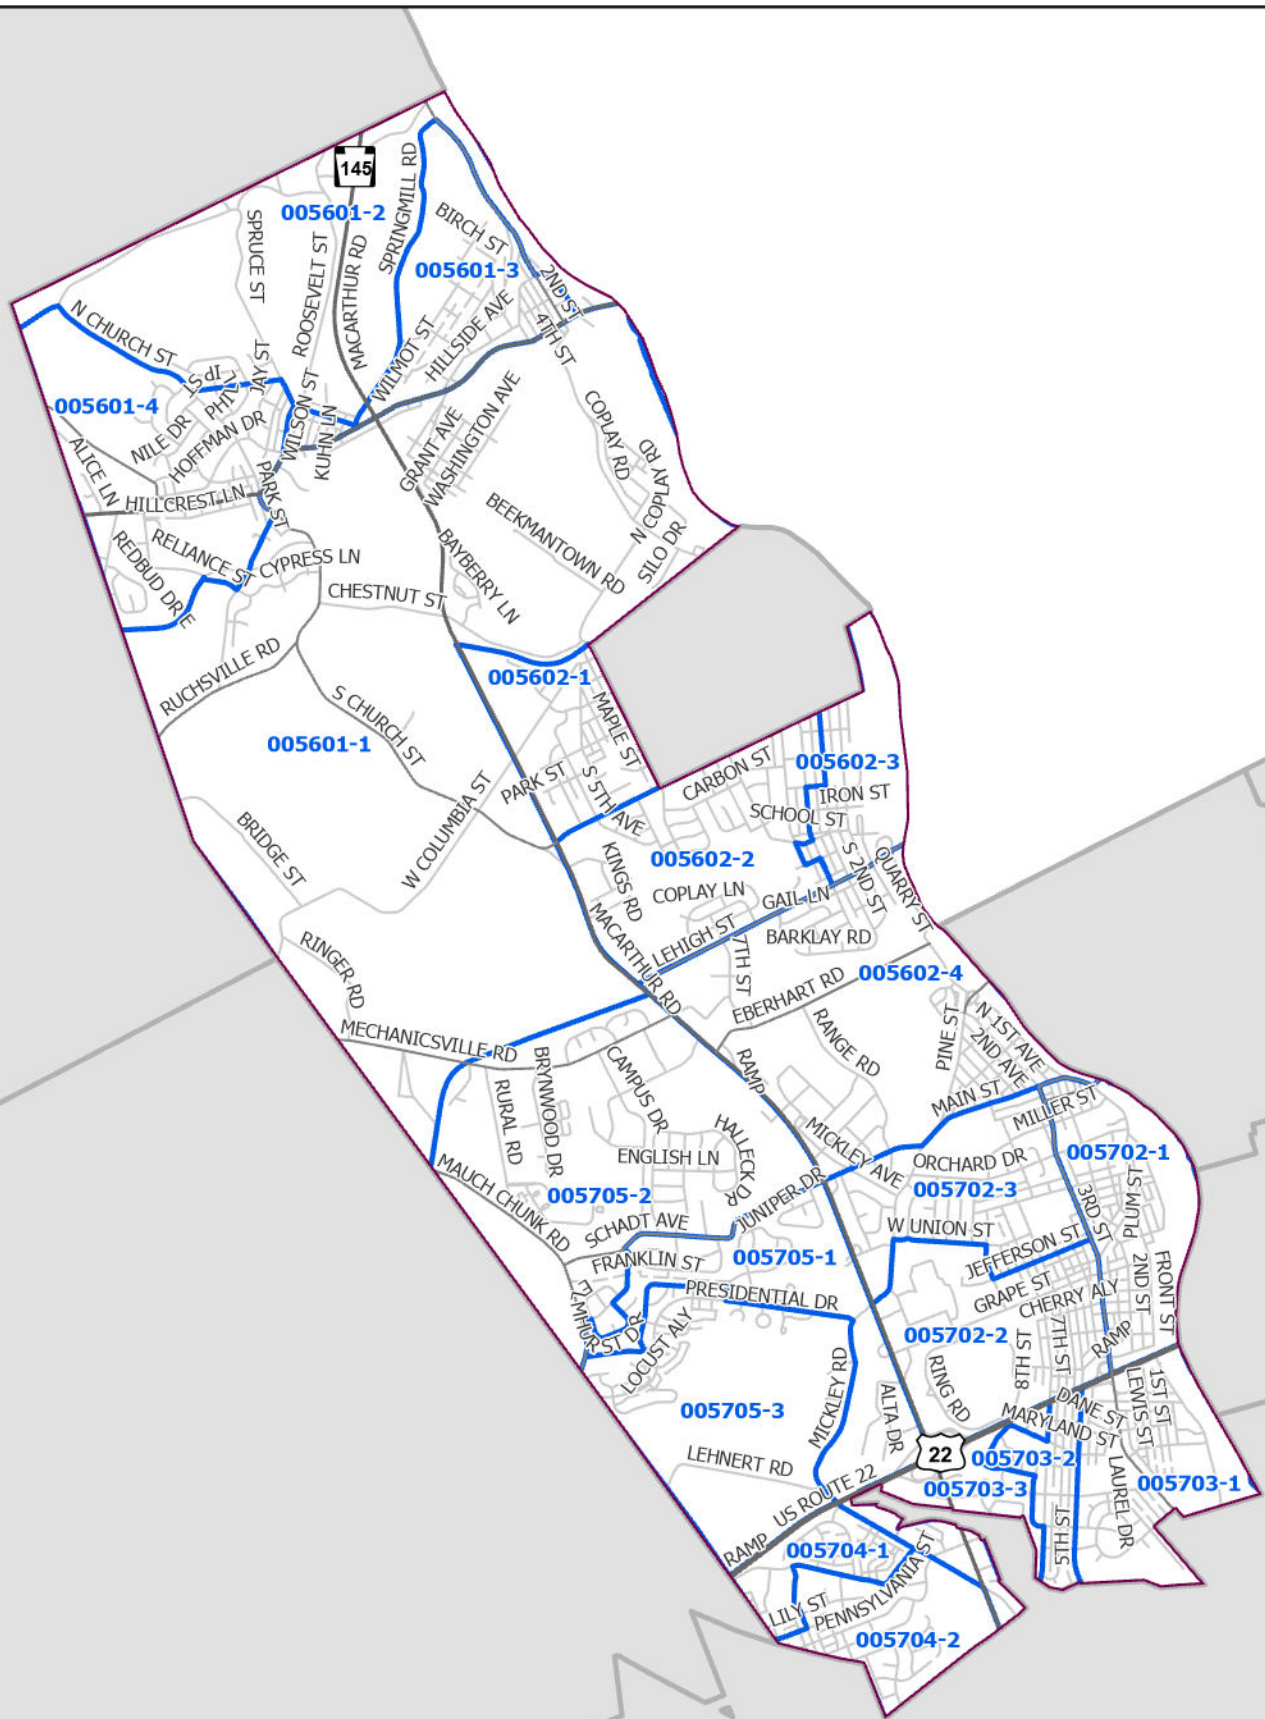 145
005601-2
SPRUCE ST
ROOSEVELT ST
MACARTHUR RD
SPRINGMILL RD
BIRCH ST
005601-3
2ND ST
4TH ST
N CHURCH ST
JAY ST
WILMOT ST
HILLSIDE AVE
005601-4
NILE DR
HOFFMAN DR
WILSON ST
KUHN LN
GRANT AVE
WASHINGTON AVE
COPLAY RD
N COPLAY RD
ALICE LN
HILLCREST LN
PARK ST
BEEKMANTOWN RD
SILO DR
REDBUD DR E
RELIANCE ST
CYPRESS LN
CHESTNUT ST
BAYBERRY LN
RUCHSVILLE RD
005602-1
S CHURCH ST
005601-1
MAPLE ST
PARK ST
S 5TH AVE
CARBON ST
005602-3
IRON ST
SCHOOL ST
BRIDGE ST
W COLUMBIA ST
KINGS RD
005602-2
S 2ND ST
QUARRY ST
COPLAY LN
GAIL LN
MACARTHUR RD
LEHIGH ST
7TH ST
BARKLAY RD
RINGER RD
005602-4
EBERHART RD
MECHANICSVILLE RD
RANGE RD
PINE ST
N 1ST AVE
2ND AVE
RURAL RD
BRYNWOOD DR
CAMPUS DR
RAMP
MAIN ST
MILLER ST
HALLECK DR
MICKLEY AVE
ENGLISH LN
ORCHARD DR
005702-1
MAUCH CHUNK RD
005705-2
005702-3
PLUM ST
3RD ST
SCHADT AVE
JUNIPER DR
W UNION ST
FRANKLIN ST
005705-1
JEFFERSON ST
GRAPE ST
CHERRY ALY
2ND ST
FRONT ST
ELMHURST DR
PRESIDENTIAL DR
LOCUST ALY
005702-2
8TH ST
7TH ST
RAMP
MICKLEY RD
RING RD
ALTA DR
005705-3
DANE ST
MARYLAND ST
LEWIS ST
1ST ST
LEHNERT RD
22
005703-2
005703-3
LAUREL DR
005703-1
RAMP
US ROUTE 22
5TH ST
005704-1
LILY ST
PENNSYLVANIA ST
005704-2